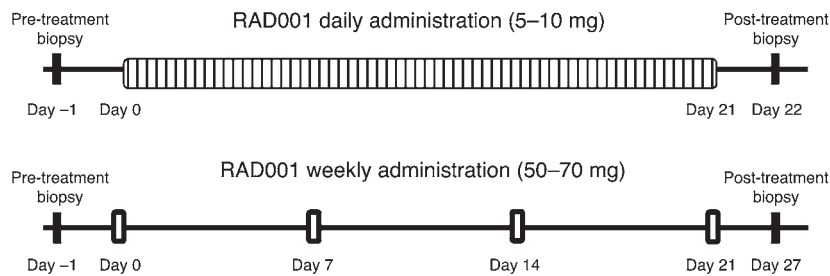 Pre-treatment
biopsy
RAD001 daily administration (5–10 mg)
Post-treatment
biopsy
Day –1
Day 0
Day 21
Day 22
Pre-treatment
biopsy
RAD001 weekly administration (50–70 mg)
Post-treatment
biopsy
Day –1
Day 0
Day 7
Day 14
Day 21
Day 27